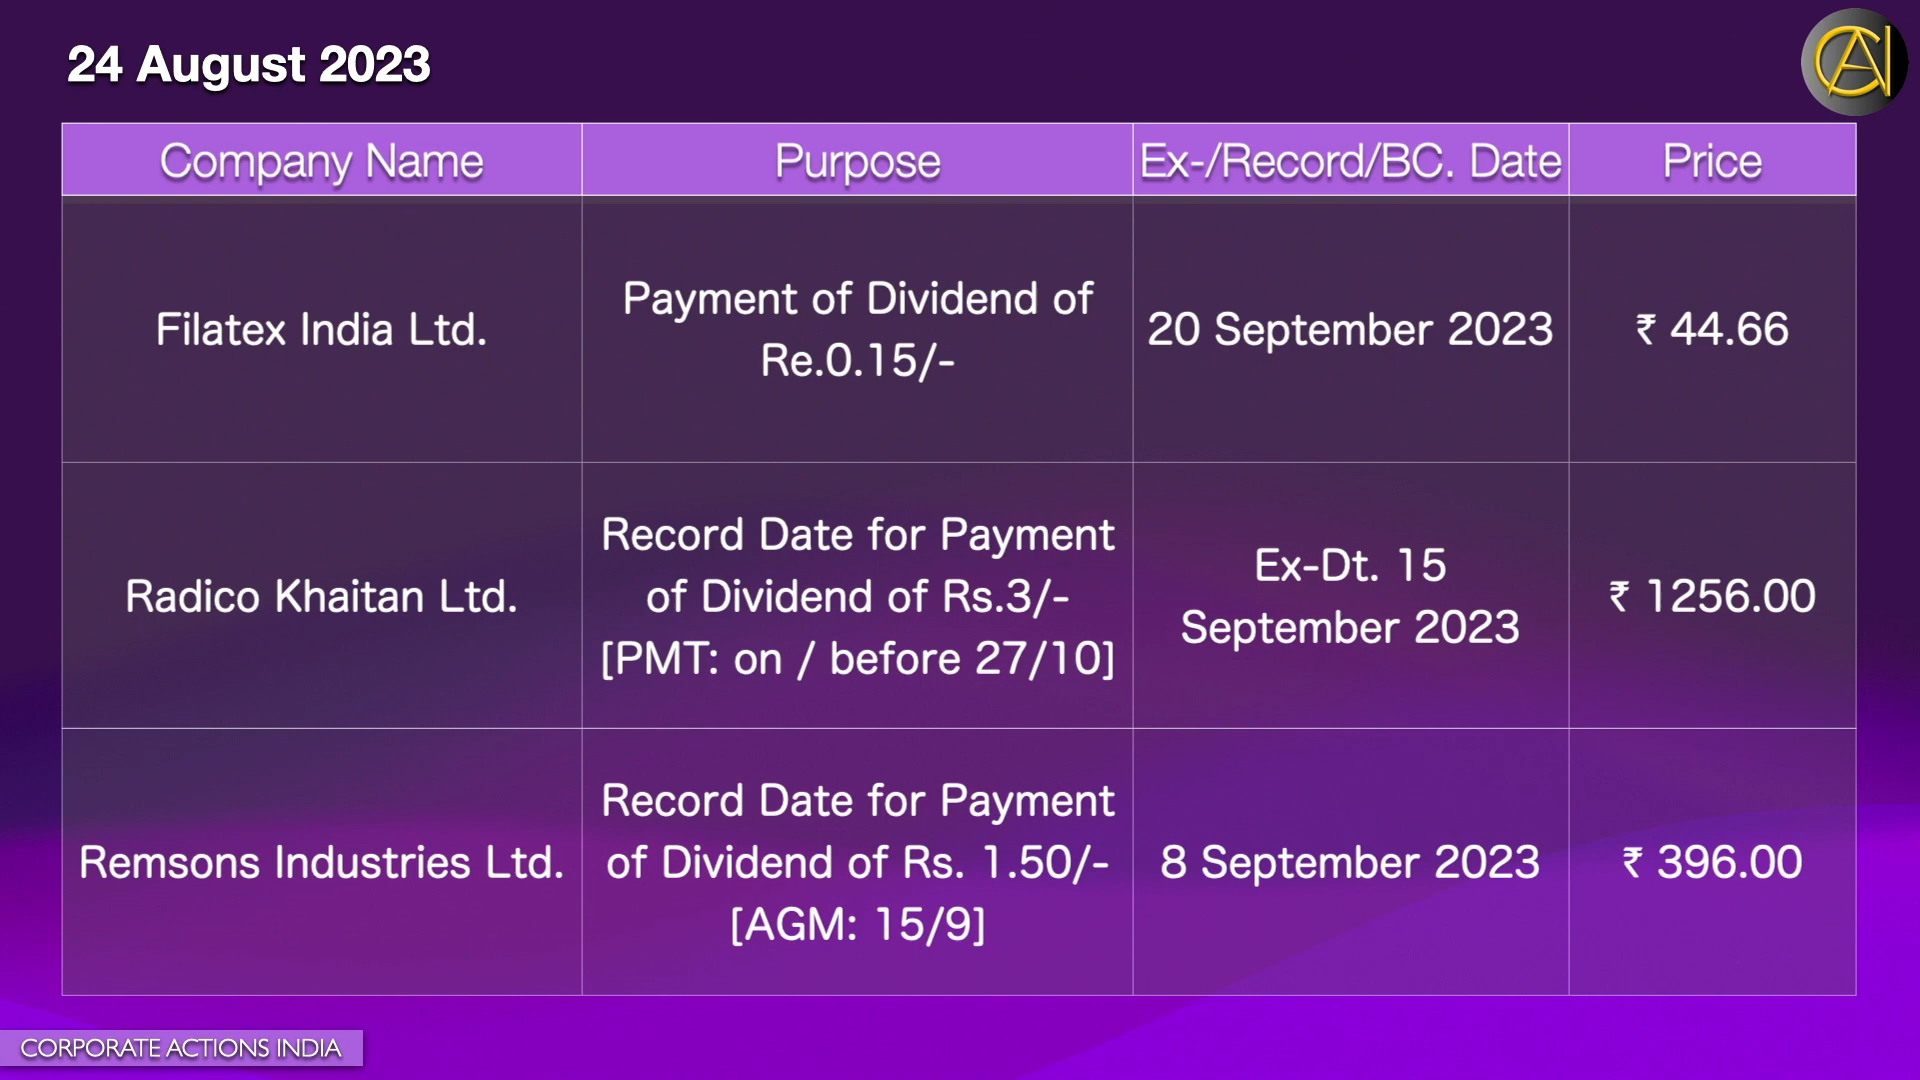 24 August 2023
CAI
Company Name Purpose Ex-/Record/BC. Date Price
Filatex India Ltd.
Payment of Dividend of
Re.0.15/-
20 September 2023
₹ 44.66
Radico Khaitan Ltd.
Record Date for Payment
of Dividend of Rs.3/-
[PMT: on / before 27/10]
Ex-Dt. 15
September 2023
₹ 1256.00
Remsons Industries Ltd.
Record Date for Payment
of Dividend of Rs. 1.50/-
[AGM: 15/9]
8 September 2023
₹ 396.00
CORPORATE ACTIONS INDIA